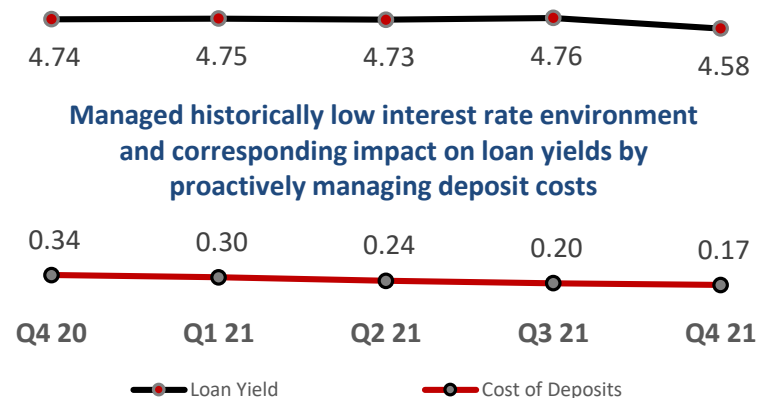 4.74 4.75 4.73 4.76 4.58
Managed historically low interest rate environment
and corresponding impact on loan yields by
proactively managing deposit costs
0.34 0.30 0.24 0.20 0.17
Q4 20 Q1 21 Q2 21 Q3 21 Q4 21
Loan Yield Cost of Deposits